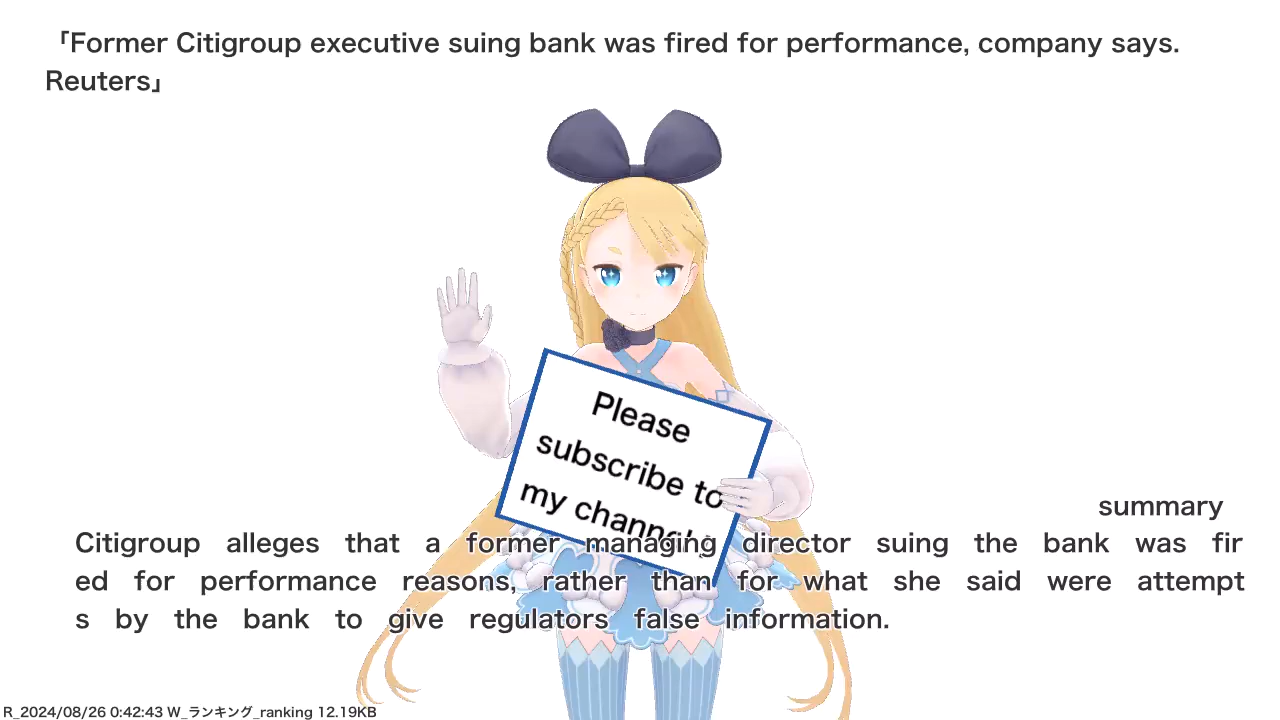 「Former Citigroup executive suing bank was fired for performance, company says.
Reuters」
Please
subscribe to
my channel
summary
Citigroup alleges that a former managing director suing the bank was fir
ed for performance reasons, rather than for what she said were attempt
s by the bank to give regulators false information.
R_2024/08/26 0:42:43 W_ランキング_ranking 12.19KB